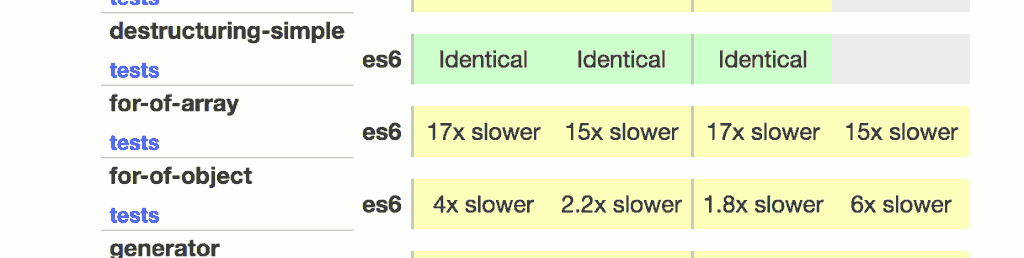 tests
destructuring-simple
tests
es6 Identical Identical Identical
for-of-array
tests
es6 17x slower 15x slower 17x slower 15x slower
for-of-object
tests
es6 4x slower 2.2x slower 1.8x slower 6x slower
generator